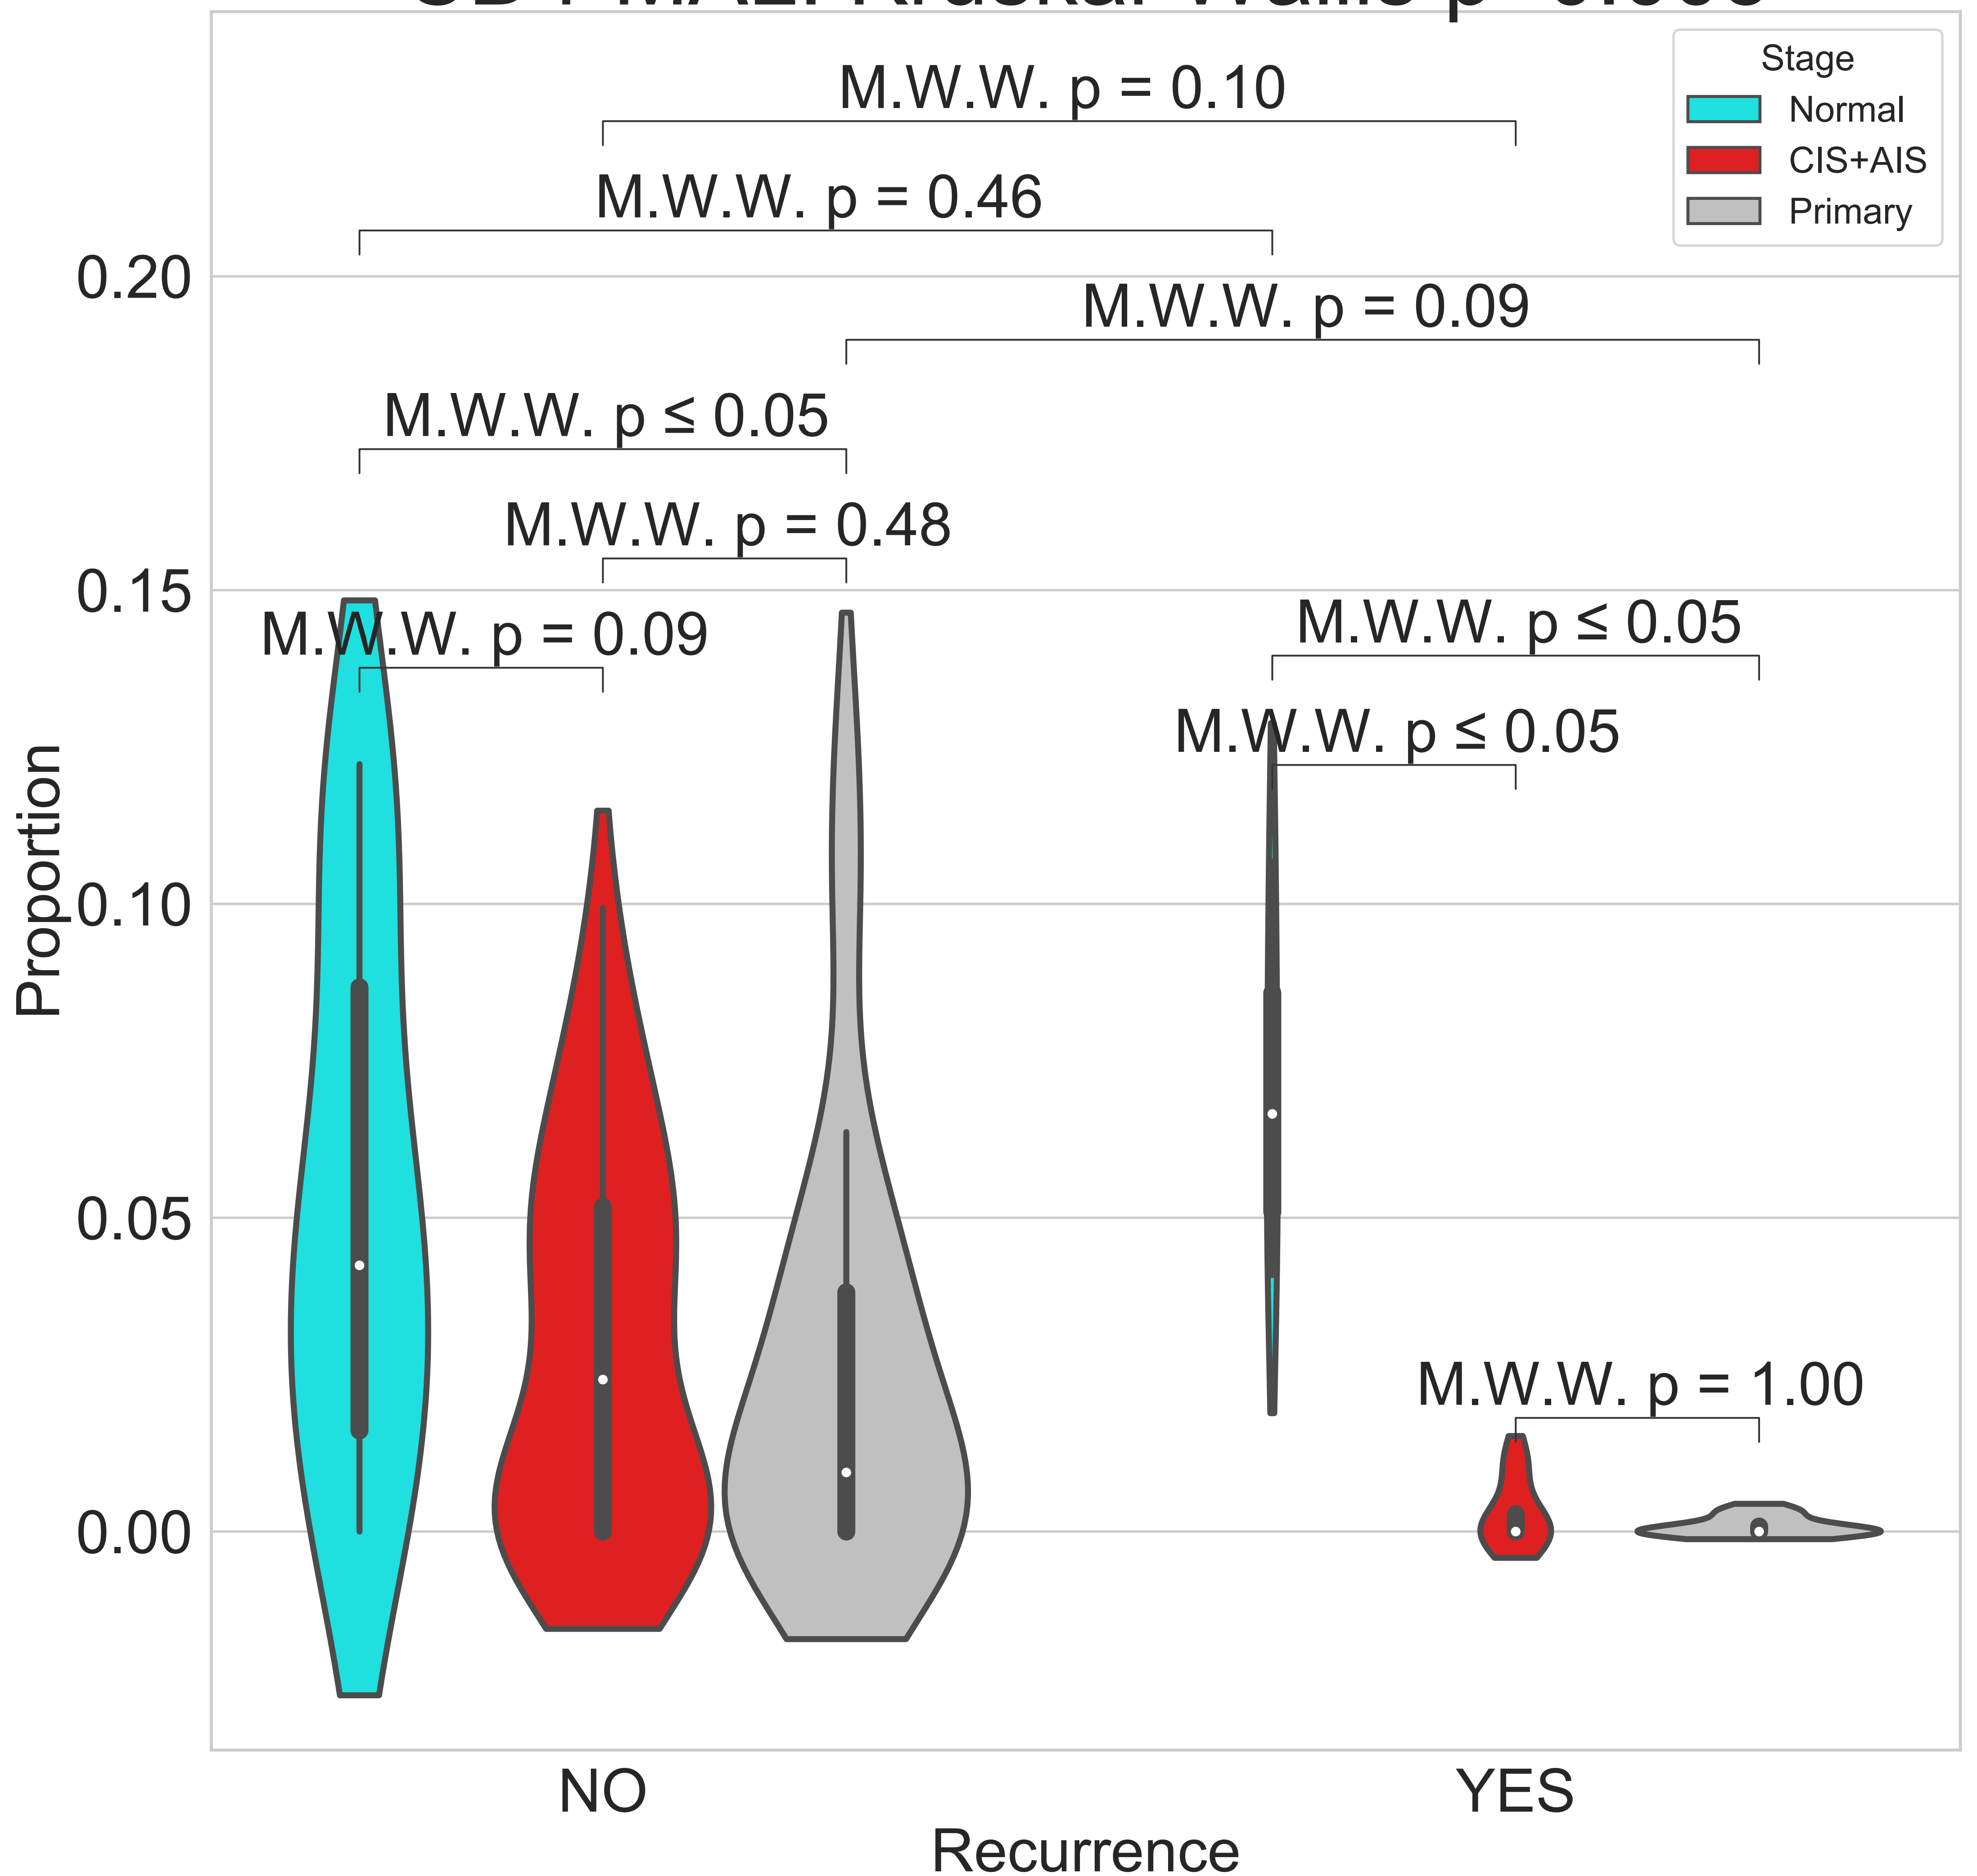 Stage
Normal
CIS+AIS
Primary
M.W.W. p = 0.10
M.W.W. p = 0.46
0.20
M.W.W. p = 0.09
M.W.W. p ≤ 0.05
M.W.W. p = 0.48
0.15
M.W.W. p = 0.09
M.W.W. p ≤ 0.05
M.W.W. p ≤ 0.05
Proportion
0.10
0.05
M.W.W. p = 1.00
0.00
NO
YES
Recurrence